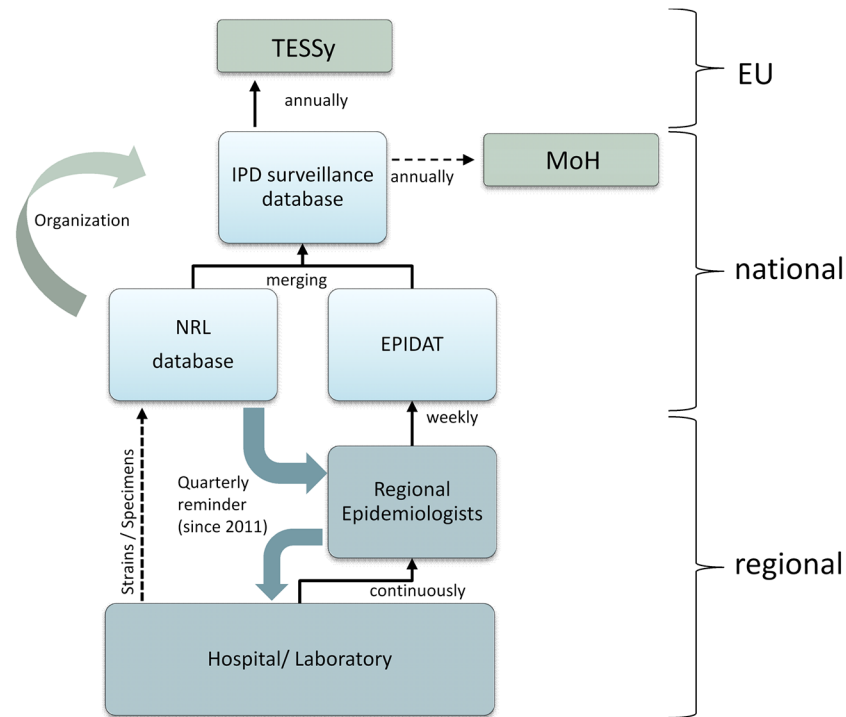 TESSy
EU
annually
MoH
IPD surveillance
database
annually
Organization
national
merging
NRL
database
EPIDAT
weekly
Strains / Specimens
Quarterly
reminder
(since 2011)
Regional
Epidemiologists
regional
continuously
Hospital/ Laboratory